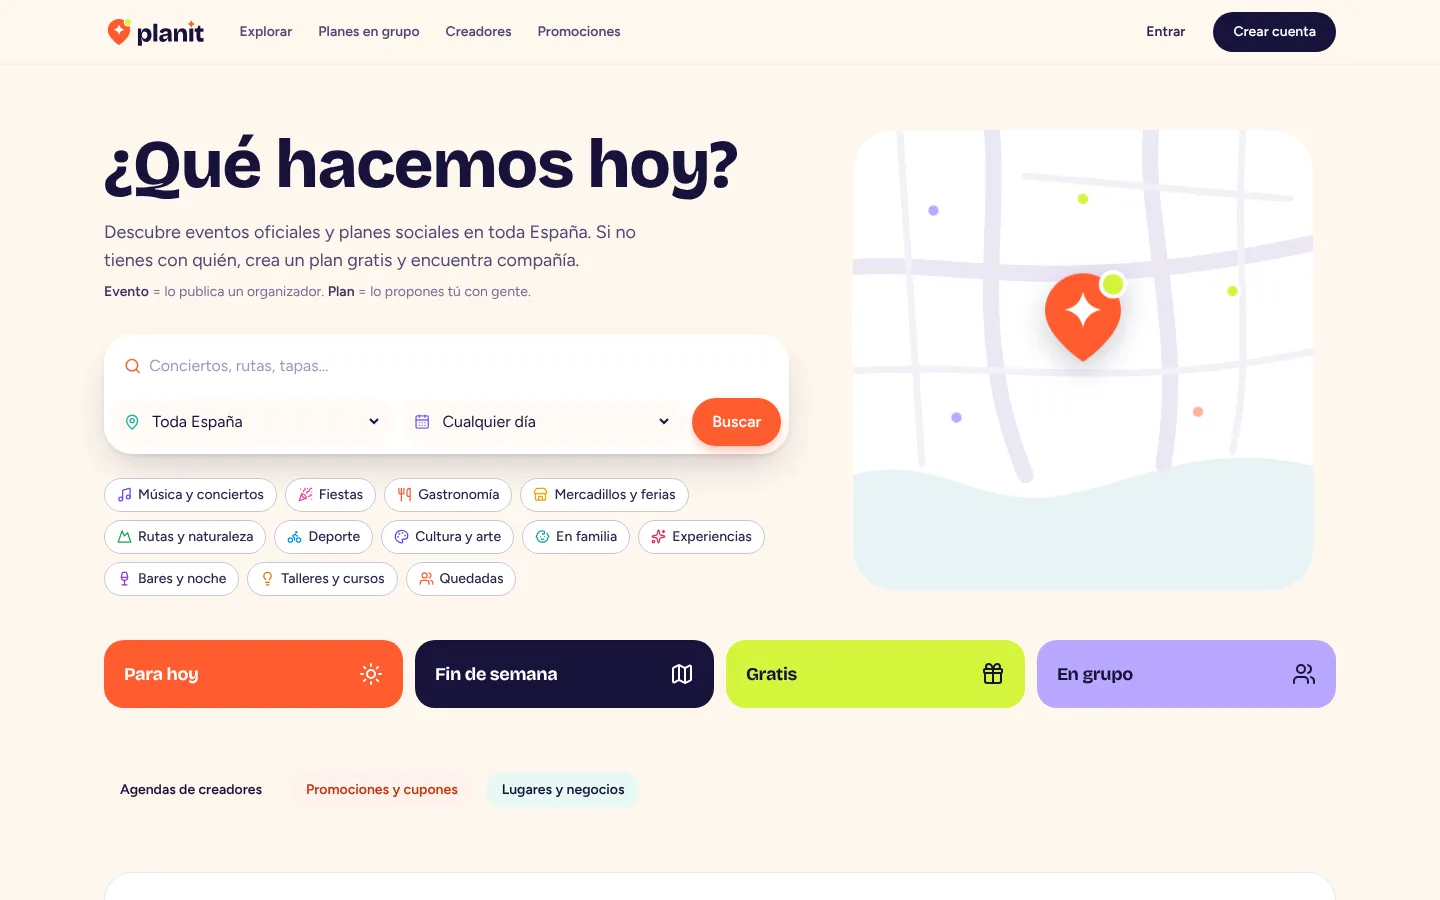 planit
Explorar
Planes en grupo
Creadores
Promociones
Entrar
Crear cuenta
¿Qué hacemos hoy?
Descubre eventos oficiales y planes sociales en toda España. Si no
tienes con quién, crea un plan gratis y encuentra compañía.
Evento = lo publica un organizador. Plan = lo propones tú con gente.
Conciertos, rutas, tapas...
Toda España
Cualquier día
Buscar
Música y conciertos
Fiestas
Gastronomía
Mercadillos y ferias
Rutas y naturaleza
Deporte
Cultura y arte
En familia
Experiencias
Bares y noche
Talleres y cursos
Quedadas
Para hoy
Fin de semana
Gratis
En grupo
Agendas de creadores
Promociones y cupones
Lugares y negocios